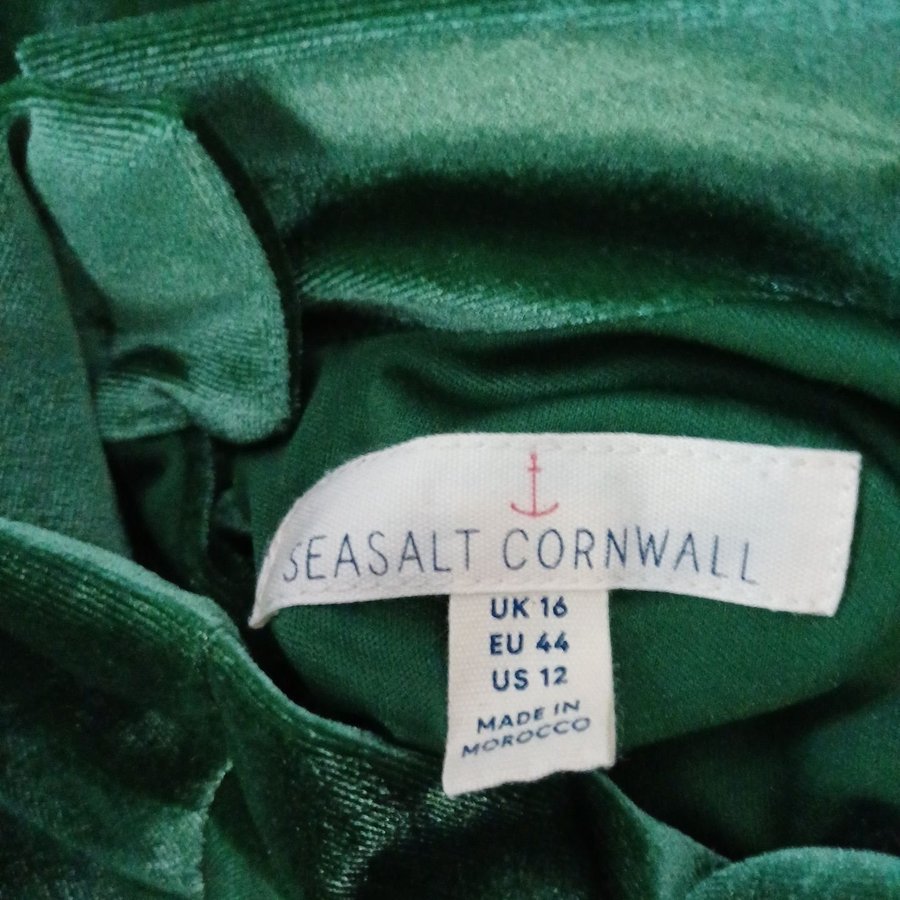 SEASALT CORNWALL
UK 16
EU 44
US 12
MADE IN
MOROCCO